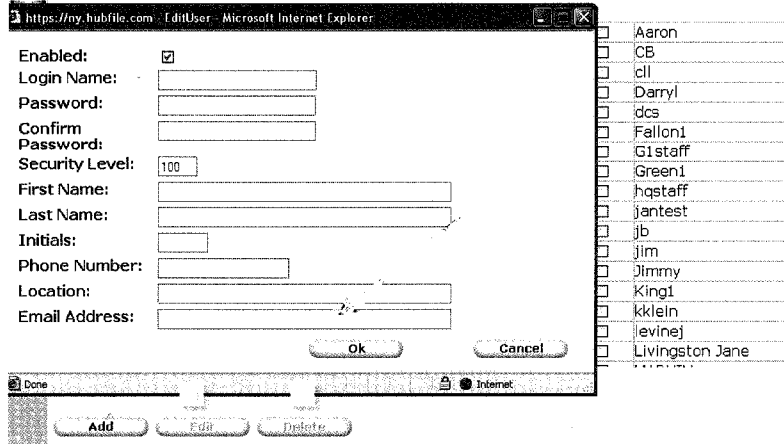 https://ny.hubfile.com - EditUser - Microsoft Internet Explorer
Enabled:
Login Name:
Password:
Confirm
Password:
Security Level: 100
First Name:
Last Name:
Initials:
Phone Number:
Location:
Email Address:
Ok Cancel
Done Internet
Add Edit Delete
Aaron
CB
cll
Darryl
dcs
Fallon1
G1staff
Green1
hqstaff
jantest
jb
jim
Jimmy
King1
kklein
levinej
Livingston Jane